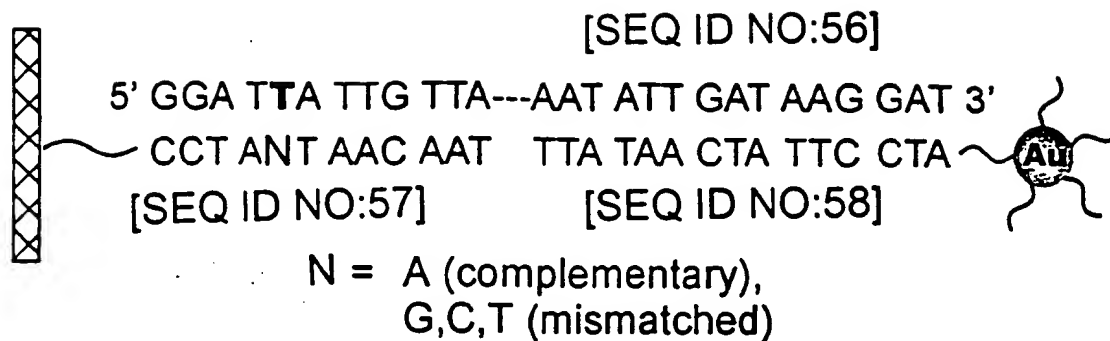 [SEQ ID NO:56]
5' GGA TTA TTG TTA---AAT ATT GAT AAG GAT 3'
CCT ANT AAC AAT TTA TAA CTA TTC CTA Au
[SEQ ID NO:57] [SEQ ID NO:58]
N = A (complementary),
G,C,T (mismatched)